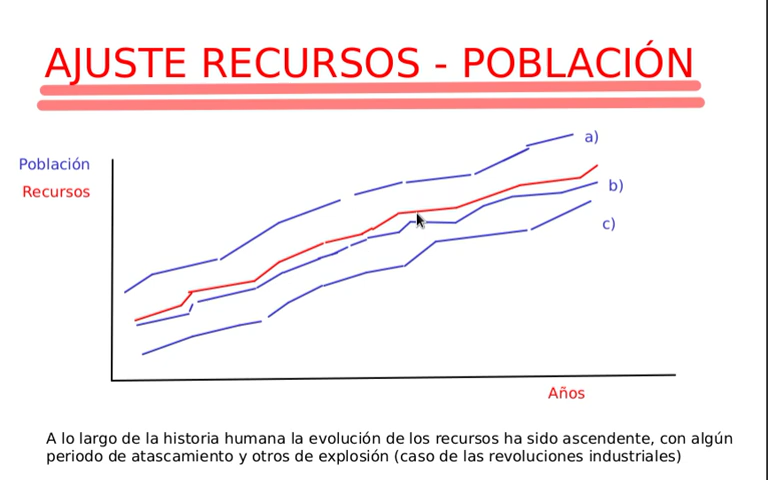 AJUSTE RECURSOS - POBLACIÓN
a)
Población
b)
Recursos
c)
Años
A lo largo de la historia humana la evolución de los recursos ha sido ascendente, con algún
periodo de atascamiento y otros de explosión (caso de las revoluciones industriales)